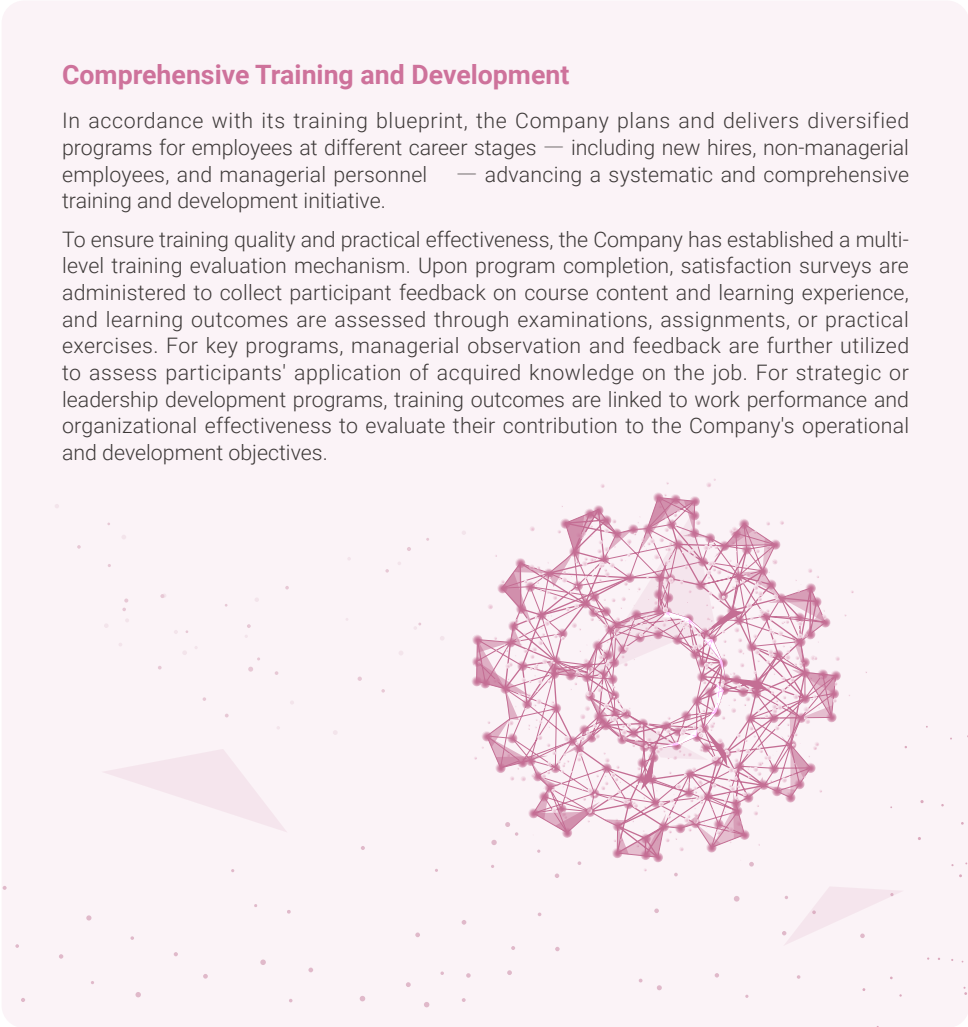 Comprehensive Training and Development
In accordance with its training blueprint, the Company plans and delivers diversified
programs for employees at different career stages — including new hires, non-managerial
employees, and managerial personnel — advancing a systematic and comprehensive
training and development initiative.
To ensure training quality and practical effectiveness, the Company has established a multi-
level training evaluation mechanism. Upon program completion, satisfaction surveys are
administered to collect participant feedback on course content and learning experience,
and learning outcomes are assessed through examinations, assignments, or practical
exercises. For key programs, managerial observation and feedback are further utilized
to assess participants' application of acquired knowledge on the job. For strategic or
leadership development programs, training outcomes are linked to work performance and
organizational effectiveness to evaluate their contribution to the Company's operational
and development objectives.